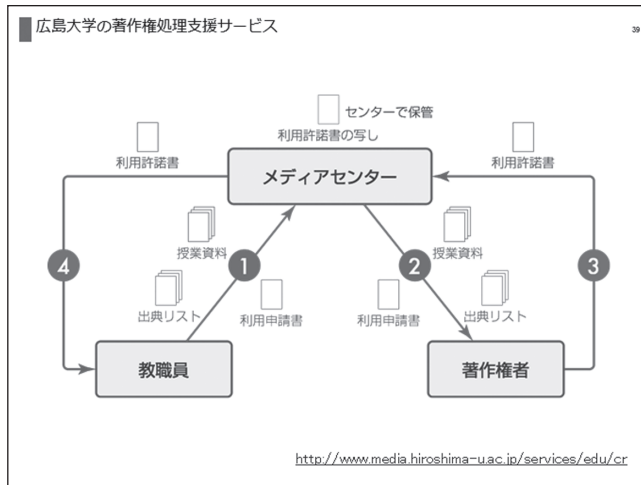 広島大学の著作権処理支援サービス
39
センターで保管
利用許諾書の写し
利用許諾書
利用許諾書
メディアセンター
授業資料
授業資料
4
1
2
3
出典リスト
利用申請書
利用申請書
出典リスト
教職員
著作権者
http://www.media.hiroshima-u.ac.jp/services/edu/cr